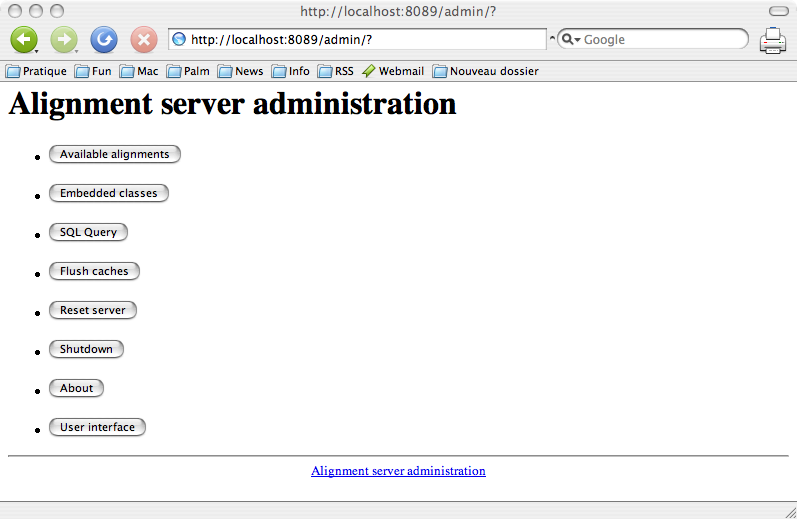 http://localhost:8089/admin/?
http://localhost:8089/admin/? Google
Pratique Fun Mac Palm News Info RSS Webmail Nouveau dossier
Alignment server administration
Available alignments
Embedded classes
SQL Query
Flush caches
Reset server
Shutdown
About
User interface
Alignment server administration